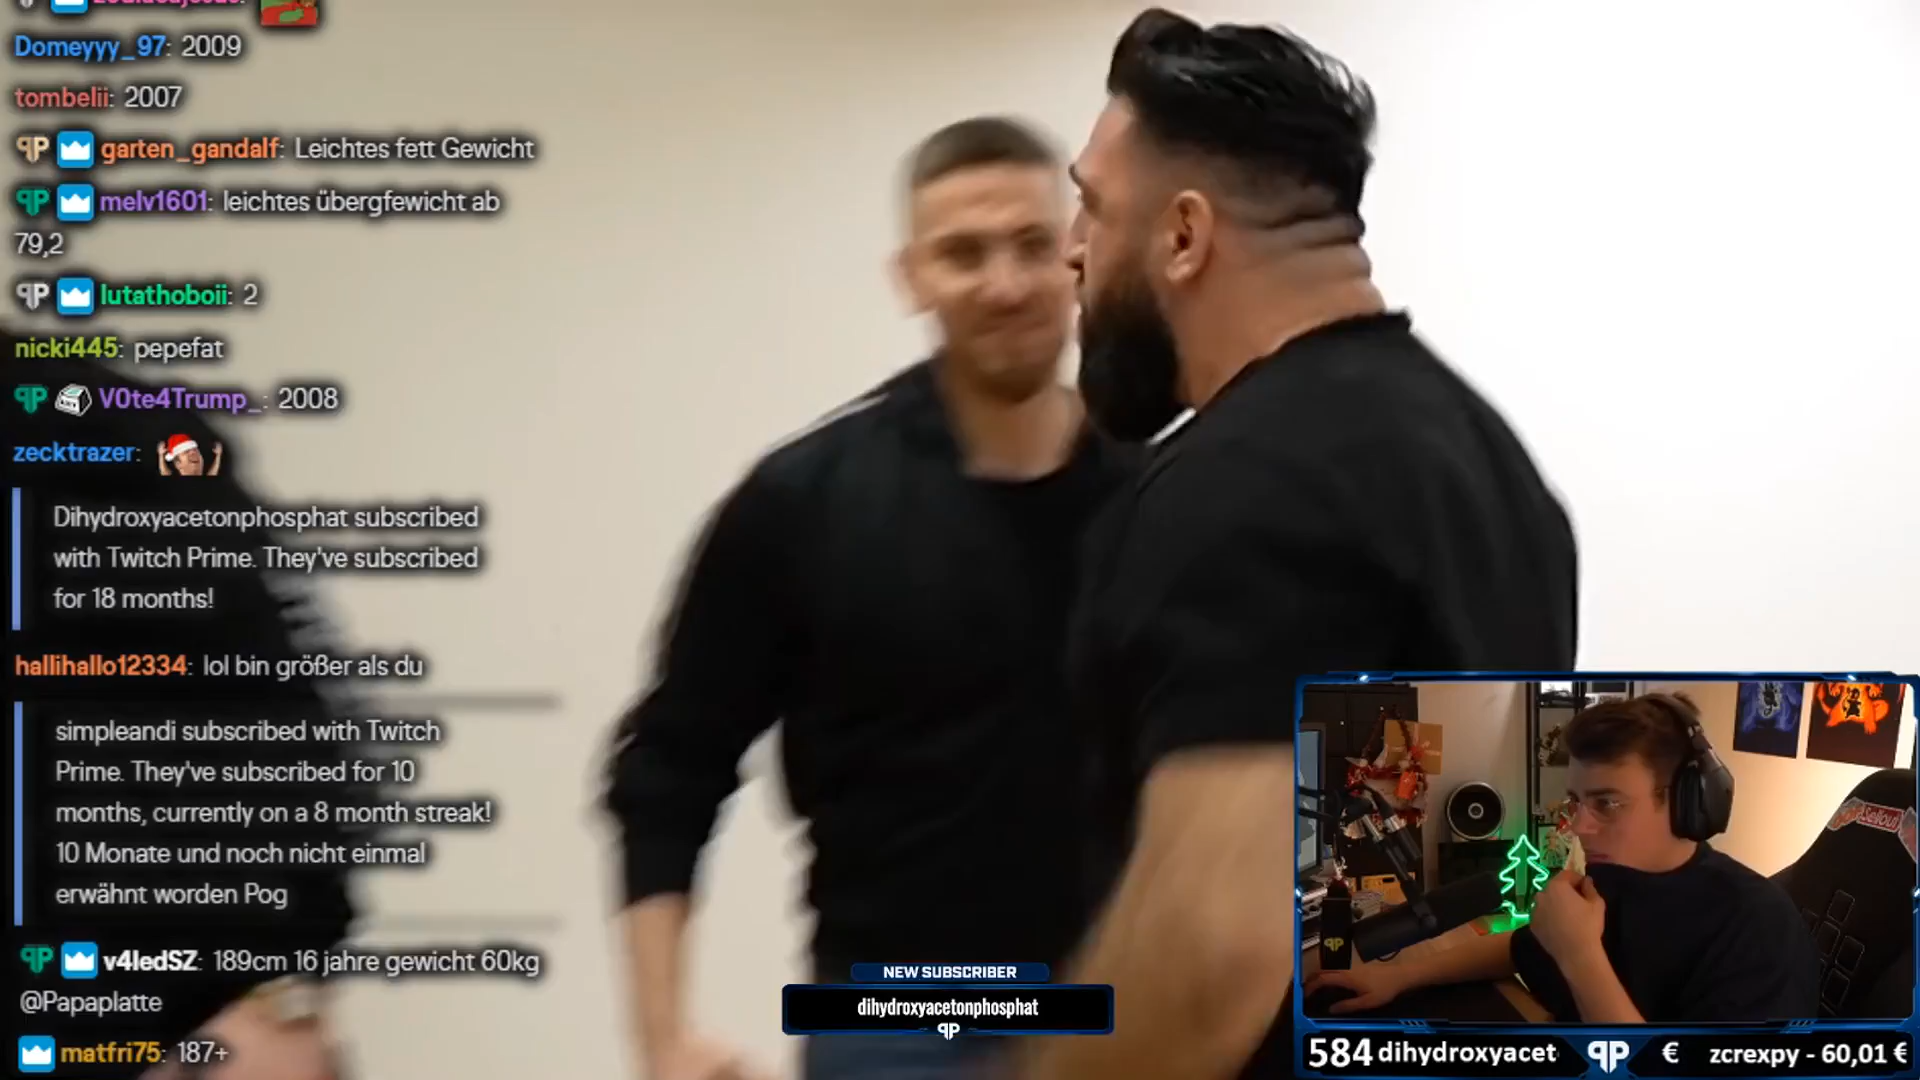 Domeyyy_97: 2009
tombelii: 2007
garten_gandalf: Leichtes fett Gewicht
melv1601: leichtes übergfewicht ab
79,2
lutathoboii: 2
nicki445: pepefat
V0te4Trump_: 2008
zecktrazer:
Dihydroxyacetonphosphat subscribed
with Twitch Prime. They've subscribed
for 18 months!
hallihallo12334: lol bin größer als du
simpleandi subscribed with Twitch
Prime. They've subscribed for 10
months, currently on a 8 month streak!
10 Monate und noch nicht einmal
erwähnt worden Pog
v4ledSZ: 189cm 16 jahre gewicht 60kg
@Papaplatte
matfri75: 187+
NEW SUBSCRIBER
dihydroxyacetonphosphat
584 dihydroxyacet
€ zcrexpy - 60,01 €